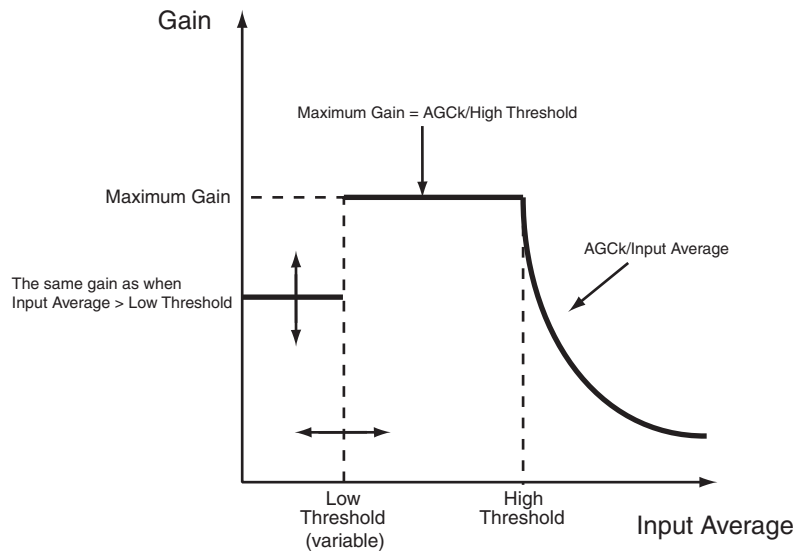 Gain
Maximum Gain = AGCk/High Threshold
Maximum Gain
AGCk/Input Average
The same gain as when
Input Average > Low Threshold
Low
Threshold
(variable)
High
Threshold
Input Average